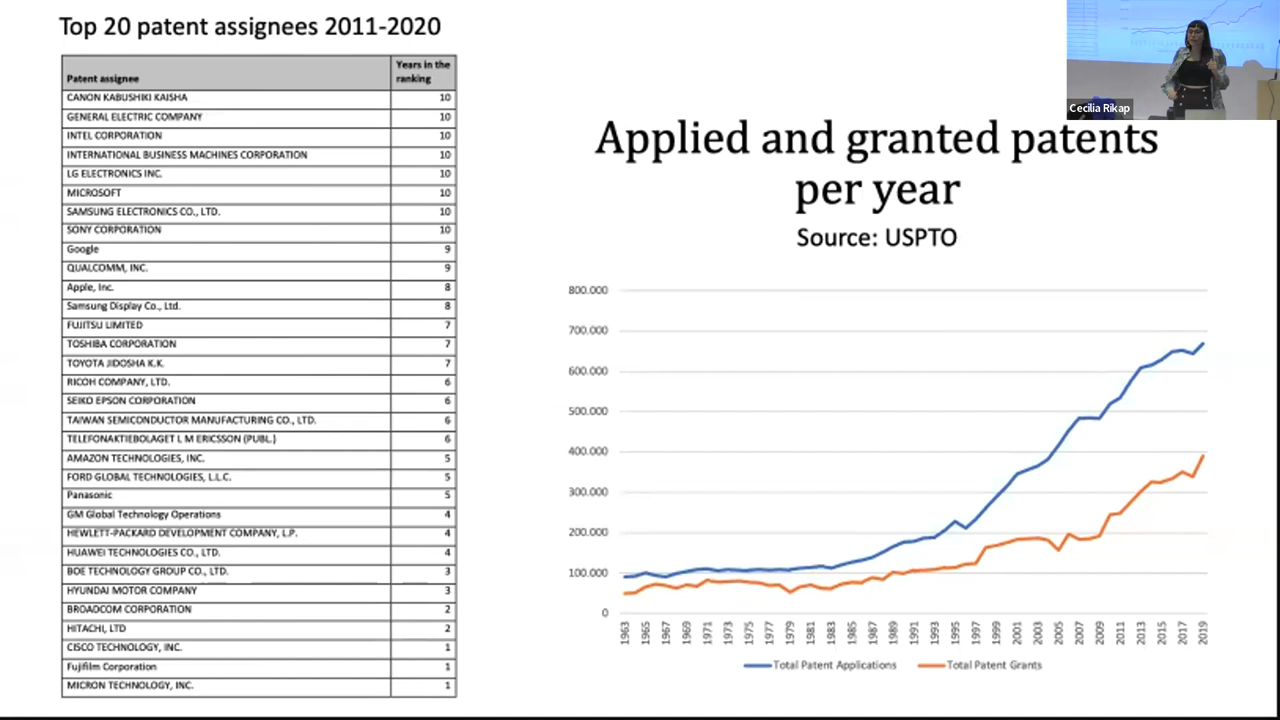 Top 20 patent assignees 2011-2020
Patent assignee Years in the ranking
CANON KABUSHIKI KAISHA 10
GENERAL ELECTRIC COMPANY 10
INTEL CORPORATION 10
INTERNATIONAL BUSINESS MACHINES CORPORATION 10
LG ELECTRONICS INC. 10
MICROSOFT 10
SAMSUNG ELECTRONICS CO., LTD. 10
SONY CORPORATION 10
Google 9
QUALCOMM, INC. 9
Apple, Inc. 8
Samsung Display Co., Ltd. 8
FUJITSU LIMITED 7
TOSHIBA CORPORATION 7
TOYOTA JIDOSHA K.K. 7
RICOH COMPANY, LTD. 6
SEIKO EPSON CORPORATION 6
TAIWAN SEMICONDUCTOR MANUFACTURING CO., LTD. 6
TELEFONAKTIEBOLAGET L M ERICSSON (PUBL.) 6
AMAZON TECHNOLOGIES, INC. 5
FORD GLOBAL TECHNOLOGIES, L.L.C. 5
Panasonic 5
GM Global Technology Operations 4
HEWLETT-PACKARD DEVELOPMENT COMPANY, L.P. 4
HUAWEI TECHNOLOGIES CO., LTD. 4
BOE TECHNOLOGY GROUP CO., LTD. 3
HYUNDAI MOTOR COMPANY 3
BROADCOM CORPORATION 2
HITACHI, LTD 2
CISCO TECHNOLOGY, INC. 1
Fujifilm Corporation 1
MICRON TECHNOLOGY, INC. 1
Cecilia Rikap
Applied and granted patents
per year
Source: USPTO
800.000
700.000
600.000
500.000
400.000
300.000
200.000
100.000
0
1963 1965 1967 1969 1971 1973 1975 1977 1979 1981 1983 1985 1987 1989 1991 1993 1995 1997 1999 2001 2003 2005 2007 2009 2011 2013 2015 2017 2019
Total Patent Applications Total Patent Grants